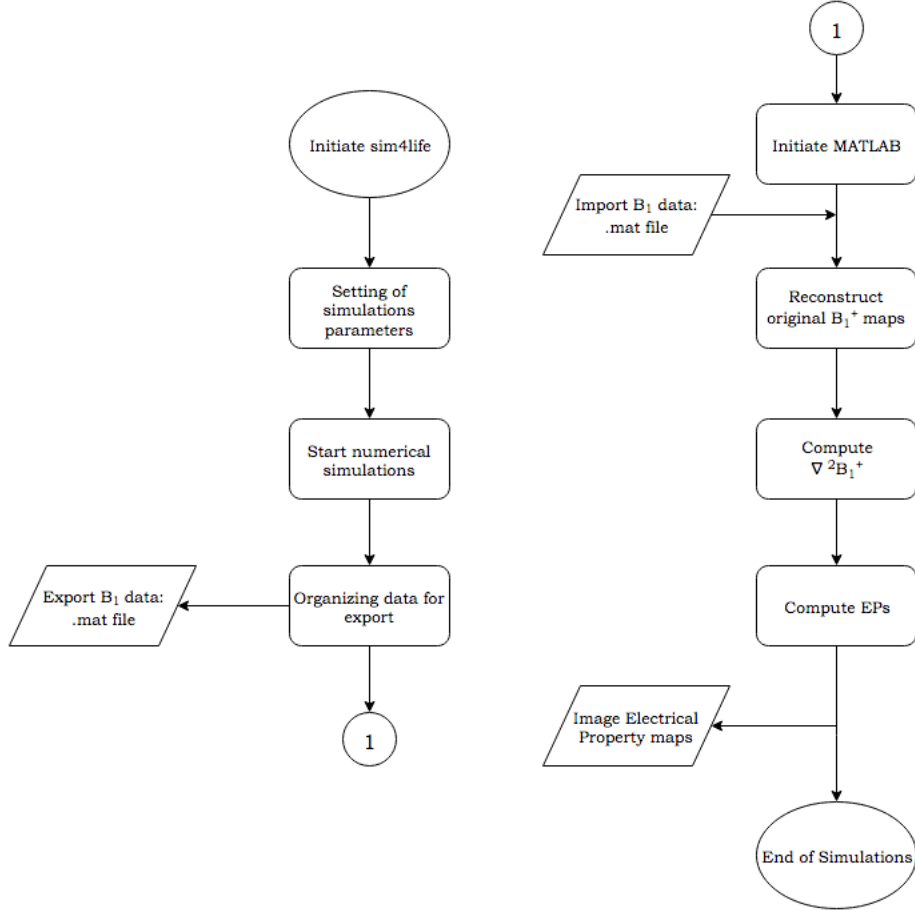 Initiate sim4life
Setting of
simulations
parameters
Start numerical
simulations
Organizing data for
export
Export B₁ data:
.mat file
1
1
Initiate MATLAB
Import B₁ data:
.mat file
Reconstruct
original B₁⁺ maps
Compute
∇ ²B₁⁺
Compute EPs
Image Electrical
Property maps
End of Simulations